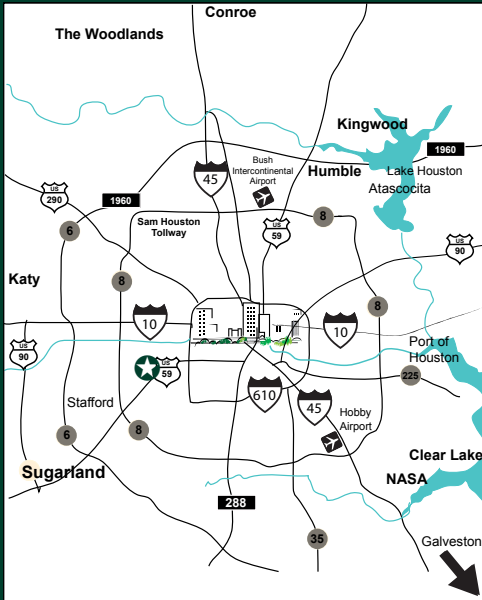 Conroe
The Woodlands
Kingwood
1960
Bush
Intercontinental
Airport
Humble
Lake Houston
Atascocita
45
US
290
1960
Sam Houston
Tollway
8
US
59
6
US
90
Katy
8
8
10
10
Port of
Houston
US
90
US
59
225
Stafford
610
45
Hobby
Airport
6
8
Clear Lake
Sugarland
NASA
288
35
Galveston